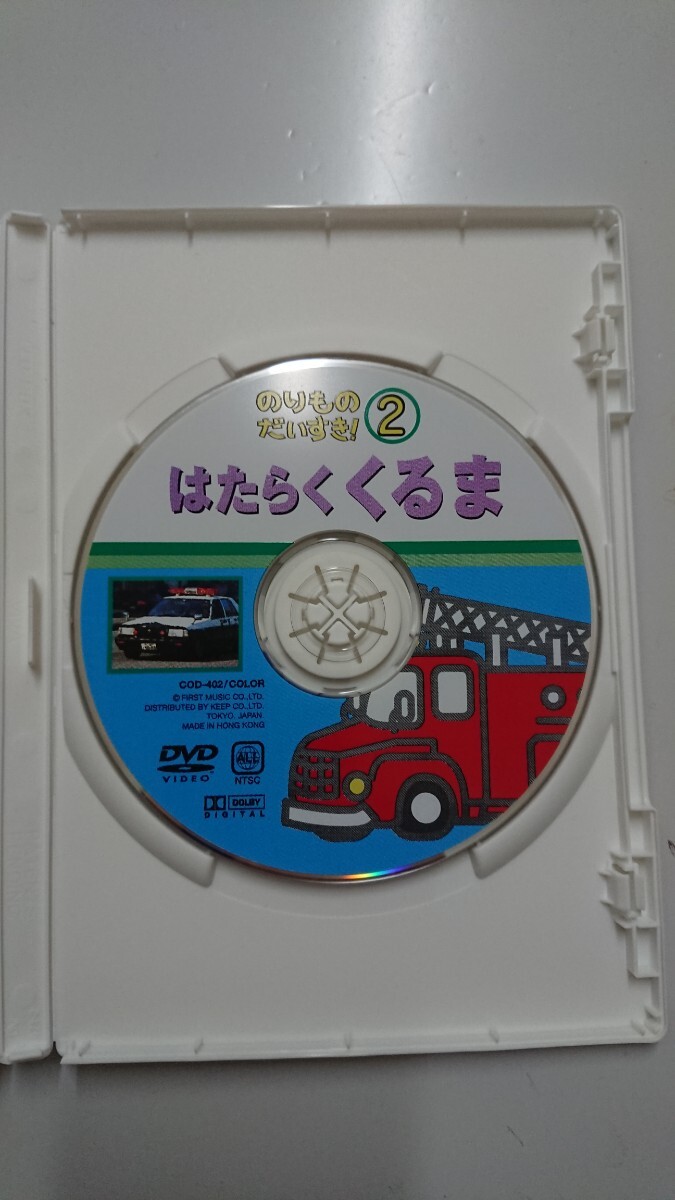 のりもの
だいすき! ②
はたらくくるま
COD-402/COLOR
© FIRST MUSIC CO.,LTD.
DISTRIBUTED BY KEEP CO.,LTD.
TOKYO, JAPAN
MADE IN HONG KONG
DVD
VIDEO
ALL
NTSC
DOLBY
DIGITAL